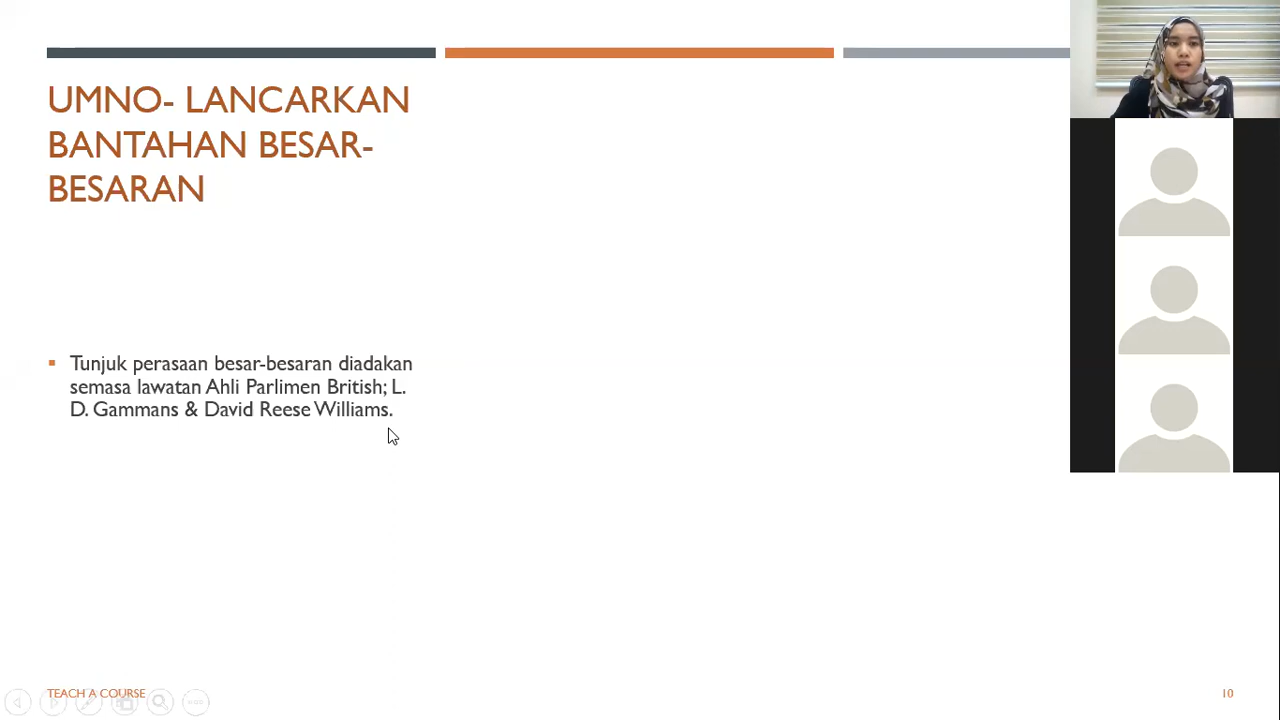 UMNO- LANCARKAN
BANTAHAN BESAR-
BESARAN
Tunjuk perasaan besar-besaran diadakan
semasa lawatan Ahli Parlimen British; L.
D. Gammans & David Reese Williams.
TEACH A COURSE
10